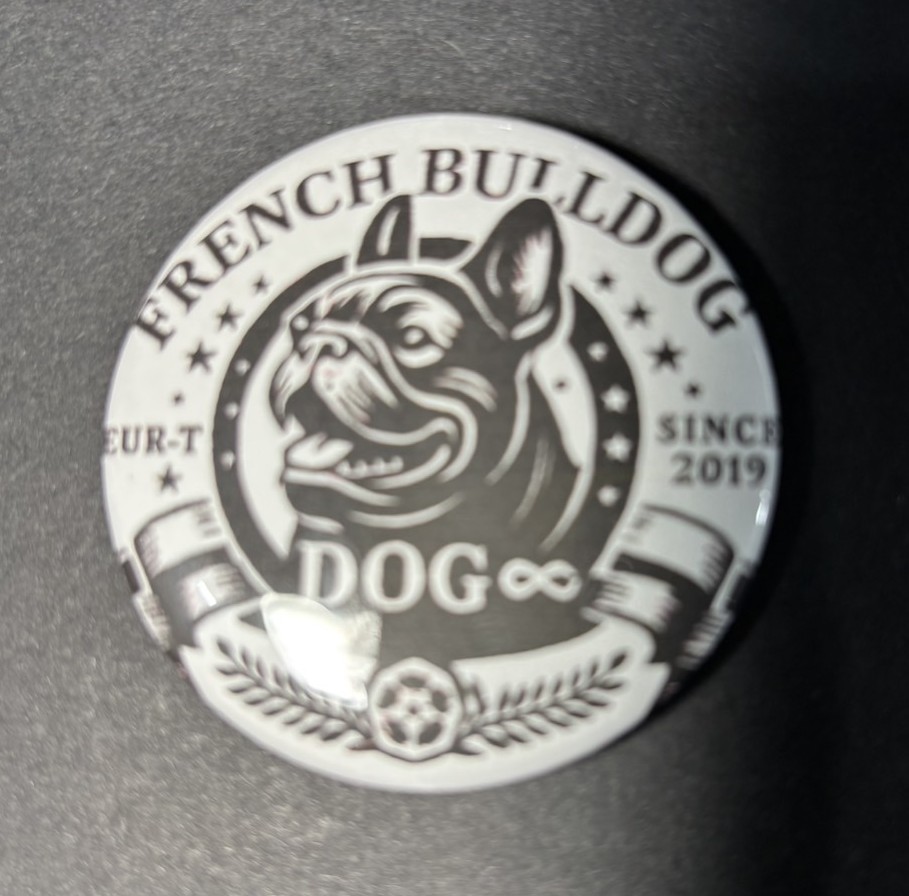 FRENCH BULLDOG
EUR-T
SINCE
2019
DOG∞